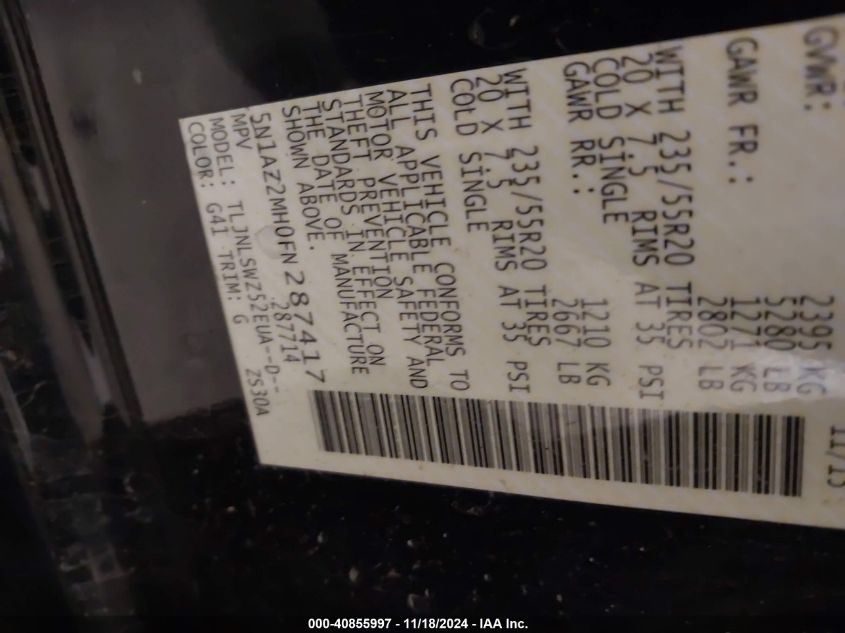 11/15
GVWR: 2395 KG
5280 LB
GAWR FR.: 1271 KG
2802 LB
WITH 235/55R20 TIRES
20 X 7.5 RIMS AT 35 PSI
COLD SINGLE
GAWR RR.: 1210 KG
2667 LB
WITH 235/55R20 TIRES
20 X 7.5 RIMS AT 35 PSI
COLD SINGLE
THIS VEHICLE CONFORMS TO
ALL APPLICABLE FEDERAL
MOTOR VEHICLE SAFETY AND
THEFT PREVENTION
STANDARDS IN EFFECT ON
THE DATE OF MANUFACTURE
SHOWN ABOVE.
5N1AZ2MH0FN287417
MPV 287714
MODEL: TLJNLSWZ52EUA--D--
COLOR: G41 TRIM: G ZS30A
000-40855997 - 11/18/2024 - IAA Inc.